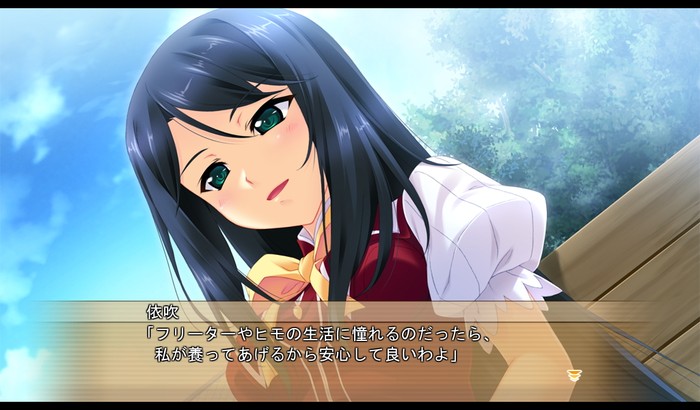 依吹
「フリーターやヒモの生活に憧れるのだったら、
私が養ってあげるから安心して良いわよ」